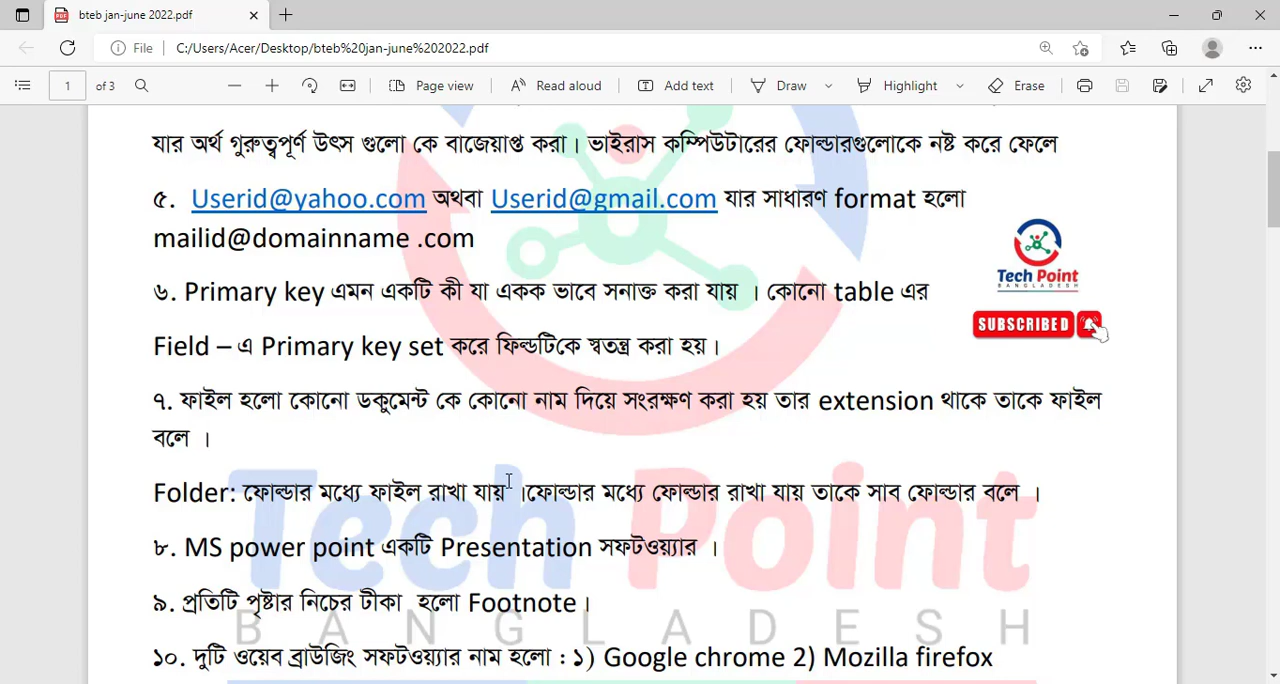 bteb jan-june 2022.pdf
File C:/Users/Acer/Desktop/bteb%20jan-june%202022.pdf
1 of 3 Page view Read aloud Add text Draw Highlight Erase
যার অর্থ গুরুত্বপূর্ণ উৎস গুলো কে বাজেয়াপ্ত করা। ভাইরাস কম্পিউটারের ফোল্ডারগুলোকে নষ্ট করে ফেলে
৫. Userid@yahoo.com অথবা Userid@gmail.com যার সাধারণ format হলো
mailid@domainname .com
Tech Point
BANGLADESH
SUBSCRIBED
৬. Primary key এমন একটি কী যা একক ভাবে সনাক্ত করা যায় । কোনো table এর
Field – এ Primary key set করে ফিল্ডটিকে স্বতন্ত্র করা হয়।
৭. ফাইল হলো কোনো ডকুমেন্ট কে কোনো নাম দিয়ে সংরক্ষণ করা হয় তার extension থাকে তাকে ফাইল
বলে ।
Folder: ফোল্ডার মধ্যে ফাইল রাখা যায় ।ফোল্ডার মধ্যে ফোল্ডার রাখা যায় তাকে সাব ফোল্ডার বলে ।
Tech Point
৮. MS power point একটি Presentation সফটওয়্যার ।
৯. প্রতিটি পৃষ্টার নিচের টীকা হলো Footnote।
BANGLADESH
১০. দুটি ওয়েব ব্রাউজিং সফটওয়্যার নাম হলো : ১) Google chrome 2) Mozilla firefox